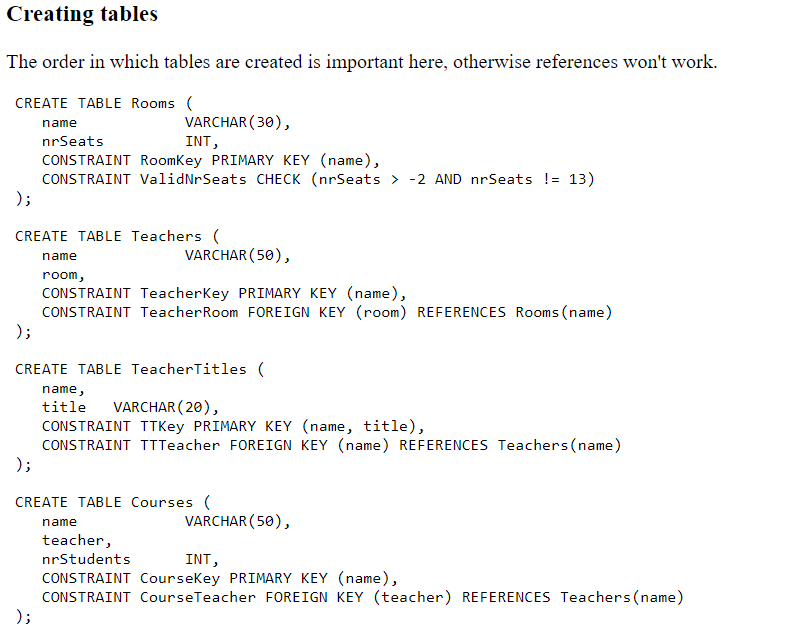 Creating tables
The order in which tables are created is important here, otherwise references won't work.
CREATE TABLE Rooms (
name VARCHAR(30),
nrSeats INT,
CONSTRAINT RoomKey PRIMARY KEY (name),
CONSTRAINT ValidNrSeats CHECK (nrSeats > -2 AND nrSeats != 13)
);
CREATE TABLE Teachers (
name VARCHAR(50),
room,
CONSTRAINT TeacherKey PRIMARY KEY (name),
CONSTRAINT TeacherRoom FOREIGN KEY (room) REFERENCES Rooms(name)
);
CREATE TABLE TeacherTitles (
name,
title VARCHAR(20),
CONSTRAINT TTKey PRIMARY KEY (name, title),
CONSTRAINT TTTeacher FOREIGN KEY (name) REFERENCES Teachers(name)
);
CREATE TABLE Courses (
name VARCHAR(50),
teacher,
nrStudents INT,
CONSTRAINT CourseKey PRIMARY KEY (name),
CONSTRAINT CourseTeacher FOREIGN KEY (teacher) REFERENCES Teachers(name)
);